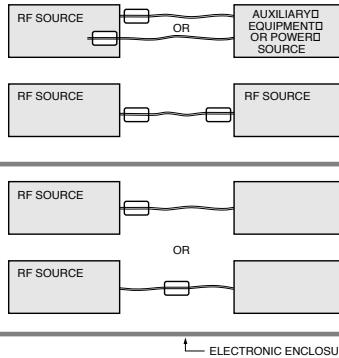 RF SOURCE
AUXILIARY
EQUIPMENT
OR POWER
SOURCE
OR
RF SOURCE
RF SOURCE
RF SOURCE
OR
RF SOURCE
ELECTRONIC ENCLOSU